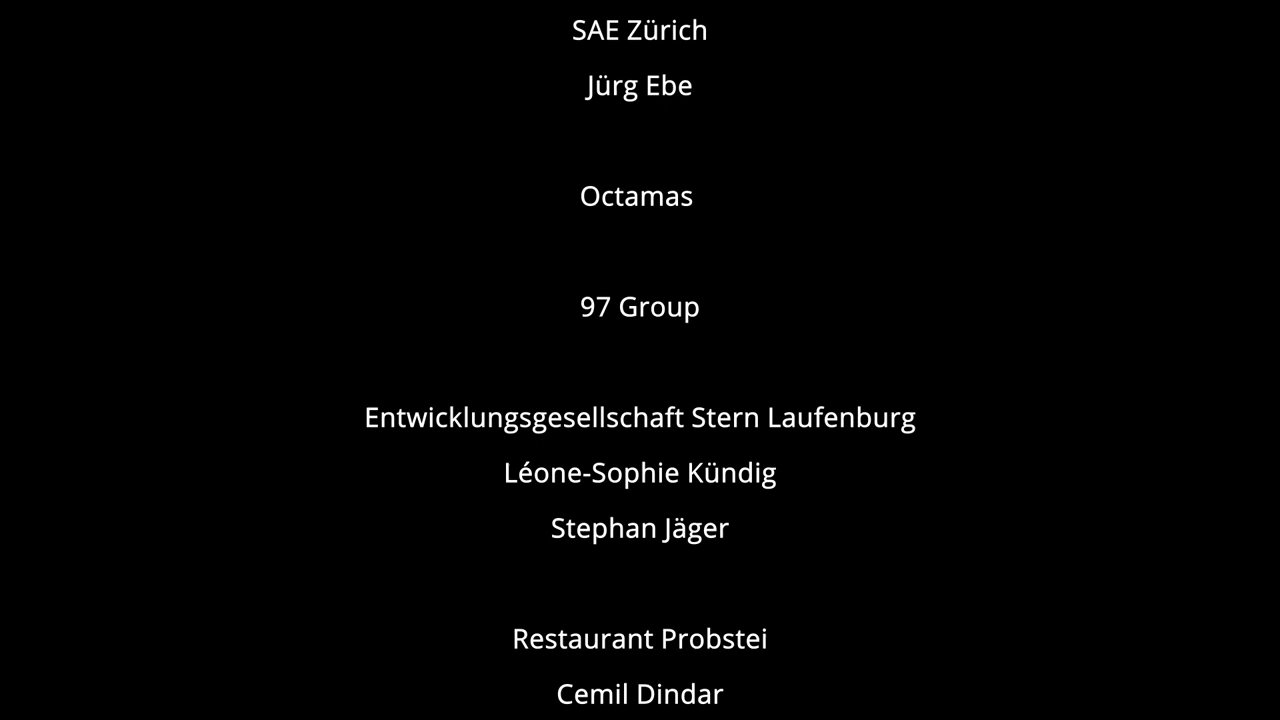 SAE Zürich
Jürg Ebe
Octamas
97 Group
Entwicklungsgesellschaft Stern Laufenburg
Léone-Sophie Kündig
Stephan Jäger
Restaurant Probstei
Cemil Dindar